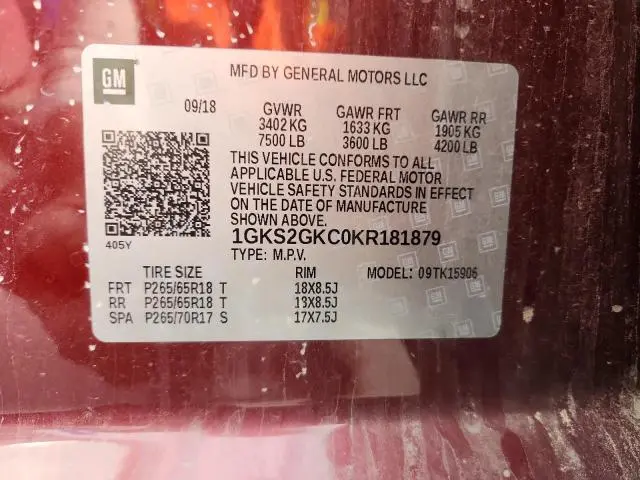 GM
MFD BY GENERAL MOTORS LLC
09/18 GVWR GAWR FRT GAWR RR
3402 KG 1633 KG 1905 KG
7500 LB 3600 LB 4200 LB
THIS VEHICLE CONFORMS TO ALL
APPLICABLE U.S. FEDERAL MOTOR
VEHICLE SAFETY STANDARDS IN EFFECT
ON THE DATE OF MANUFACTURE
SHOWN ABOVE.
405Y
1GKS2GKC0KR181879
TYPE: M.P.V.
TIRE SIZE RIM MODEL: 09TK15906
FRT P265/65R18 T 18X8.5J
RR P265/65R18 T 18X8.5J
SPA P265/70R17 S 17X7.5J